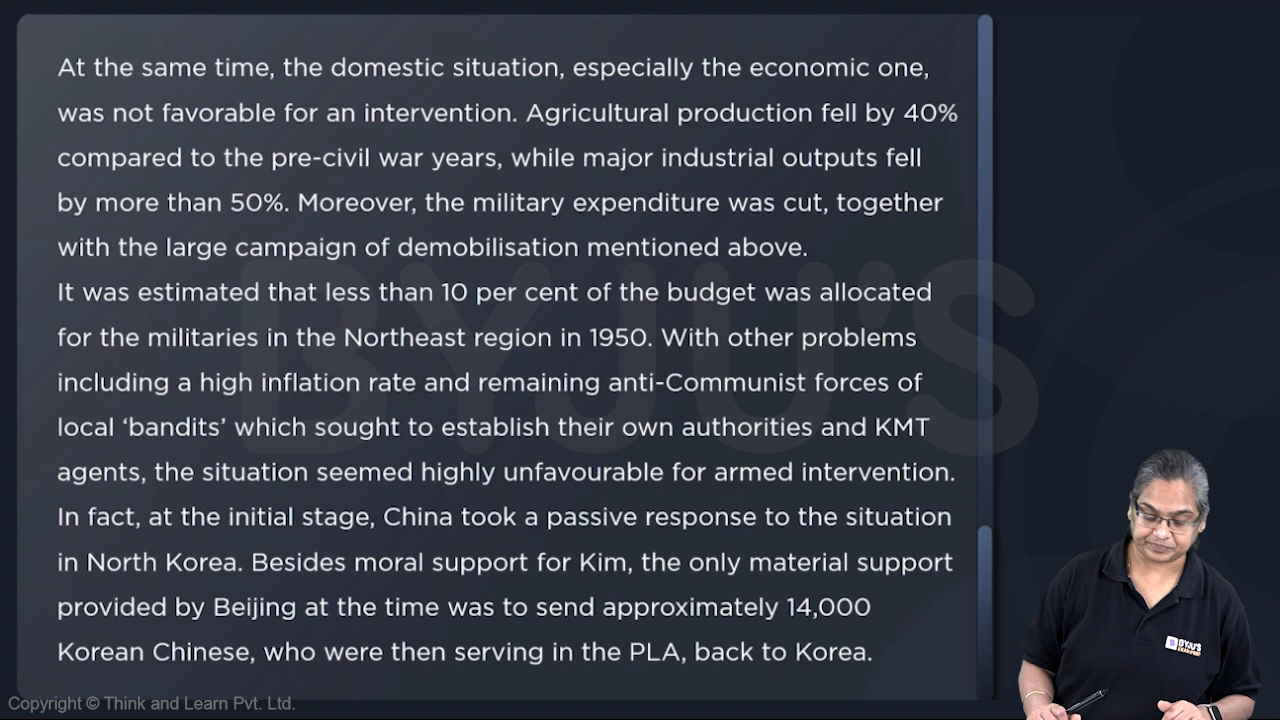 At the same time, the domestic situation, especially the economic one,
was not favorable for an intervention. Agricultural production fell by 40%
compared to the pre-civil war years, while major industrial outputs fell
by more than 50%. Moreover, the military expenditure was cut, together
with the large campaign of demobilisation mentioned above.
It was estimated that less than 10 per cent of the budget was allocated
for the militaries in the Northeast region in 1950. With other problems
including a high inflation rate and remaining anti-Communist forces of
local ‘bandits’ which sought to establish their own authorities and KMT
agents, the situation seemed highly unfavourable for armed intervention.
In fact, at the initial stage, China took a passive response to the situation
in North Korea. Besides moral support for Kim, the only material support
provided by Beijing at the time was to send approximately 14,000
Korean Chinese, who were then serving in the PLA, back to Korea.
BYJU'S
B BYJU'S
EXAM PREP
Copyright © Think and Learn Pvt. Ltd.